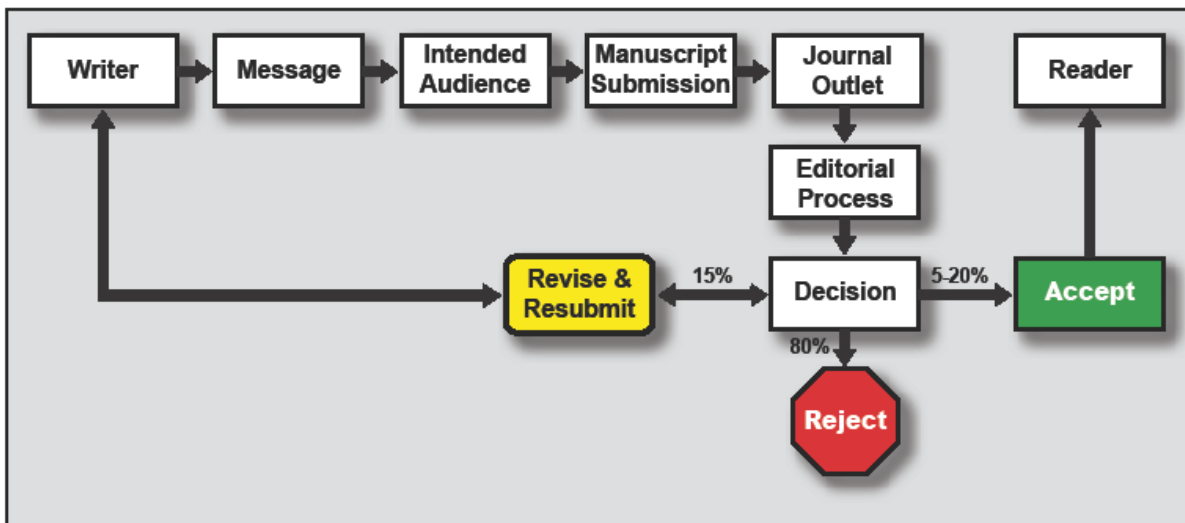 Writer
Message
Intended
Audience
Manuscript
Submission
Journal
Outlet
Reader
Editorial
Process
Revise &
Resubmit
15%
Decision
5-20%
Accept
80%
Reject